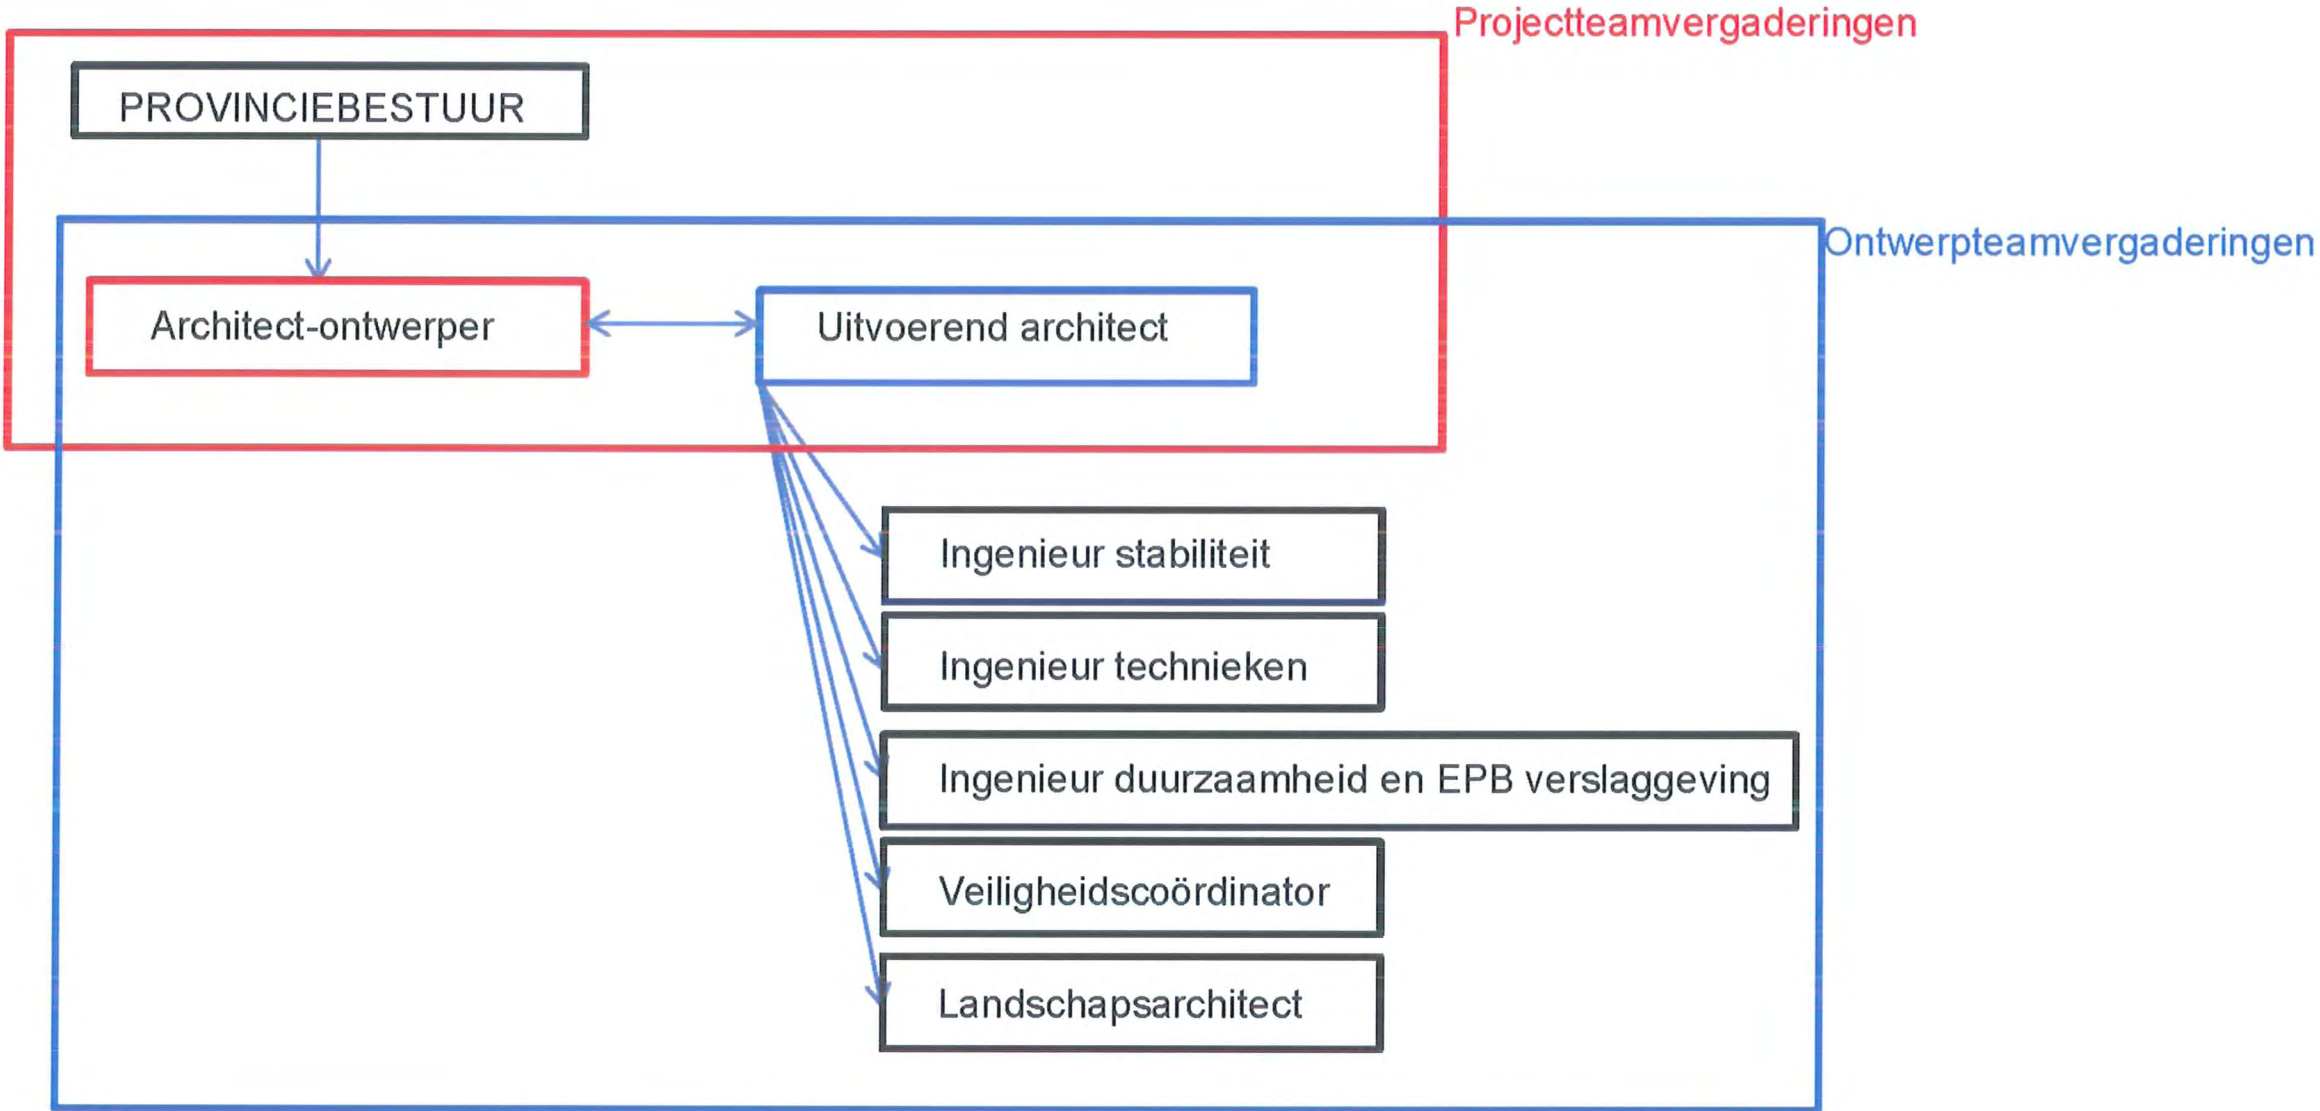 Projectteamvergaderingen
PROVINCIEBESTUUR
Ontwerpteamvergaderingen
Architect-ontwerper
Uitvoerend architect
Ingenieur stabiliteit
Ingenieur technieken
Ingenieur duurzaamheid en EPB verslaggeving
Veiligheidscoördinator
Landschapsarchitect